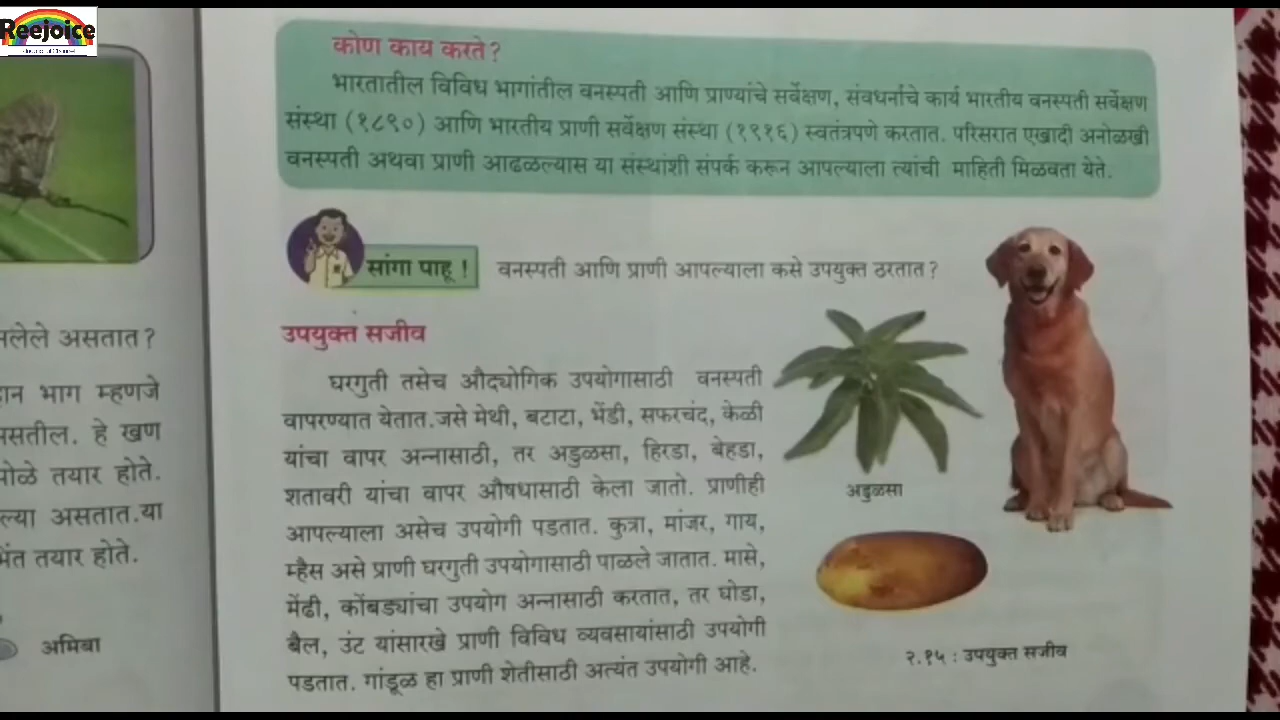 Reejoice
कोण काय करते?
भारतातील विविध भागांतील वनस्पती आणि प्राण्यांचे सर्वेक्षण, संवधर्नाचे कार्य भारतीय वनस्पती सर्वेक्षण
संस्था (१८९०) आणि भारतीय प्राणी सर्वेक्षण संस्था (१९१६) स्वतंत्रपणे करतात. परिसरात एखादी अनोळखी
वनस्पती अथवा प्राणी आढळल्यास या संस्थांशी संपर्क करून आपल्याला त्यांची माहिती मिळवता येते.
सांगा पाहू !
वनस्पती आणि प्राणी आपल्याला कसे उपयुक्त ठरतात?
उपयुक्त सजीव
घरगुती तसेच औद्योगिक उपयोगासाठी वनस्पती
वापरण्यात येतात.जसे मेथी, बटाटा, भेंडी, सफरचंद, केळी
यांचा वापर अन्नासाठी, तर अडुळसा, हिरडा, बेहडा,
शतावरी यांचा वापर औषधासाठी केला जातो. प्राणीही
आपल्याला असेच उपयोगी पडतात. कुत्रा, मांजर, गाय,
म्हैस असे प्राणी घरगुती उपयोगासाठी पाळले जातात. मासे,
मेंढी, कोंबड्यांचा उपयोग अन्नासाठी करतात, तर घोडा,
बैल, उंट यांसारखे प्राणी विविध व्यवसायांसाठी उपयोगी
पडतात. गांडूळ हा प्राणी शेतीसाठी अत्यंत उपयोगी आहे.
अडुळसा
२.१५ : उपयुक्त सजीव
असतात?
भाग म्हणजे
हे खण
तयार होते.
असतात.या
तयार होते.
अमिबा